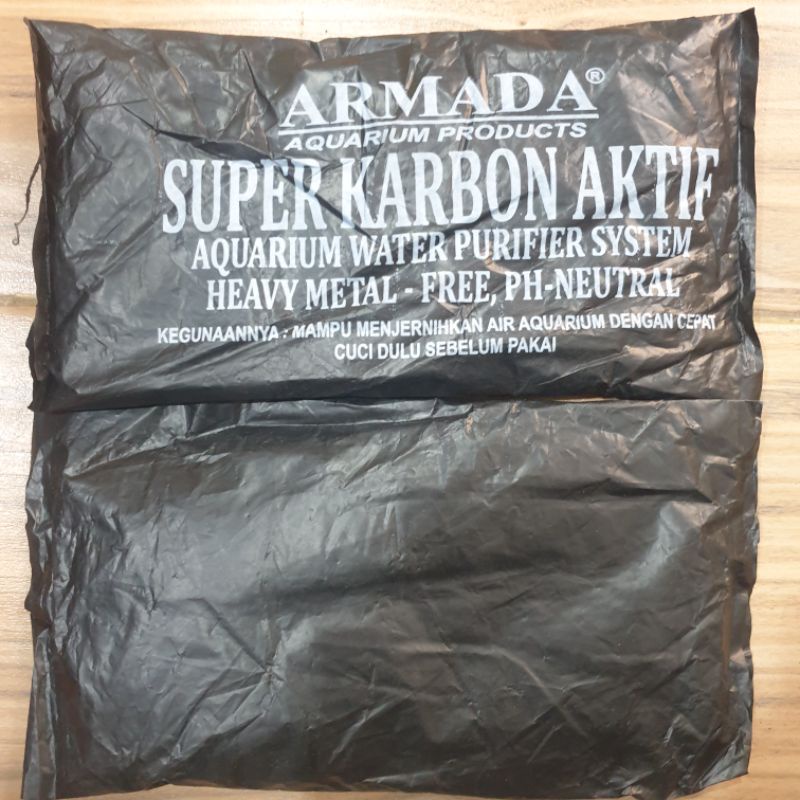 ARMADA®
AQUARIUM PRODUCTS
SUPER KARBON AKTIF
AQUARIUM WATER PURIFIER SYSTEM
HEAVY METAL - FREE, PH-NEUTRAL
KEGUNAANNYA : MAMPU MENJERNIHKAN AIR AQUARIUM DENGAN CEPAT
CUCI DULU SEBELUM PAKAI